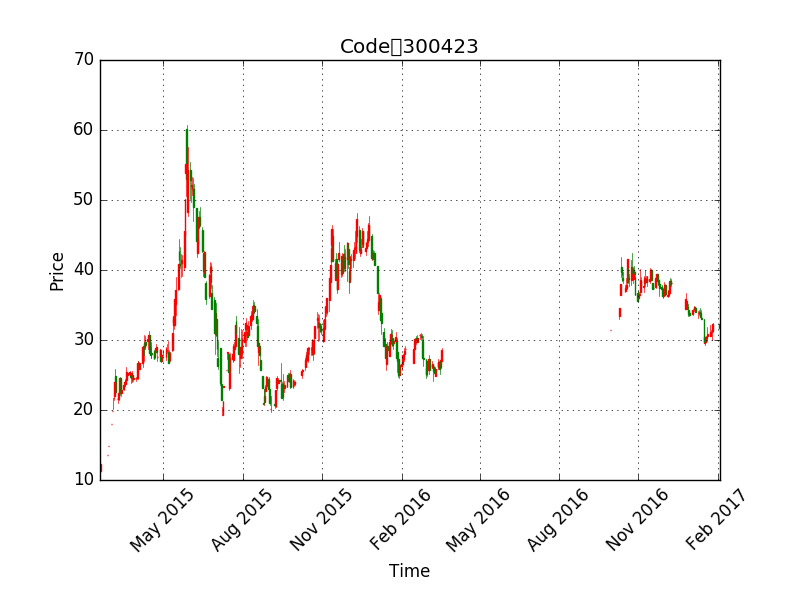 Code▯300423
70
60
50
40
30
20
10
Price
May 2015
Aug 2015
Nov 2015
Feb 2016
May 2016
Aug 2016
Nov 2016
Feb 2017
Time